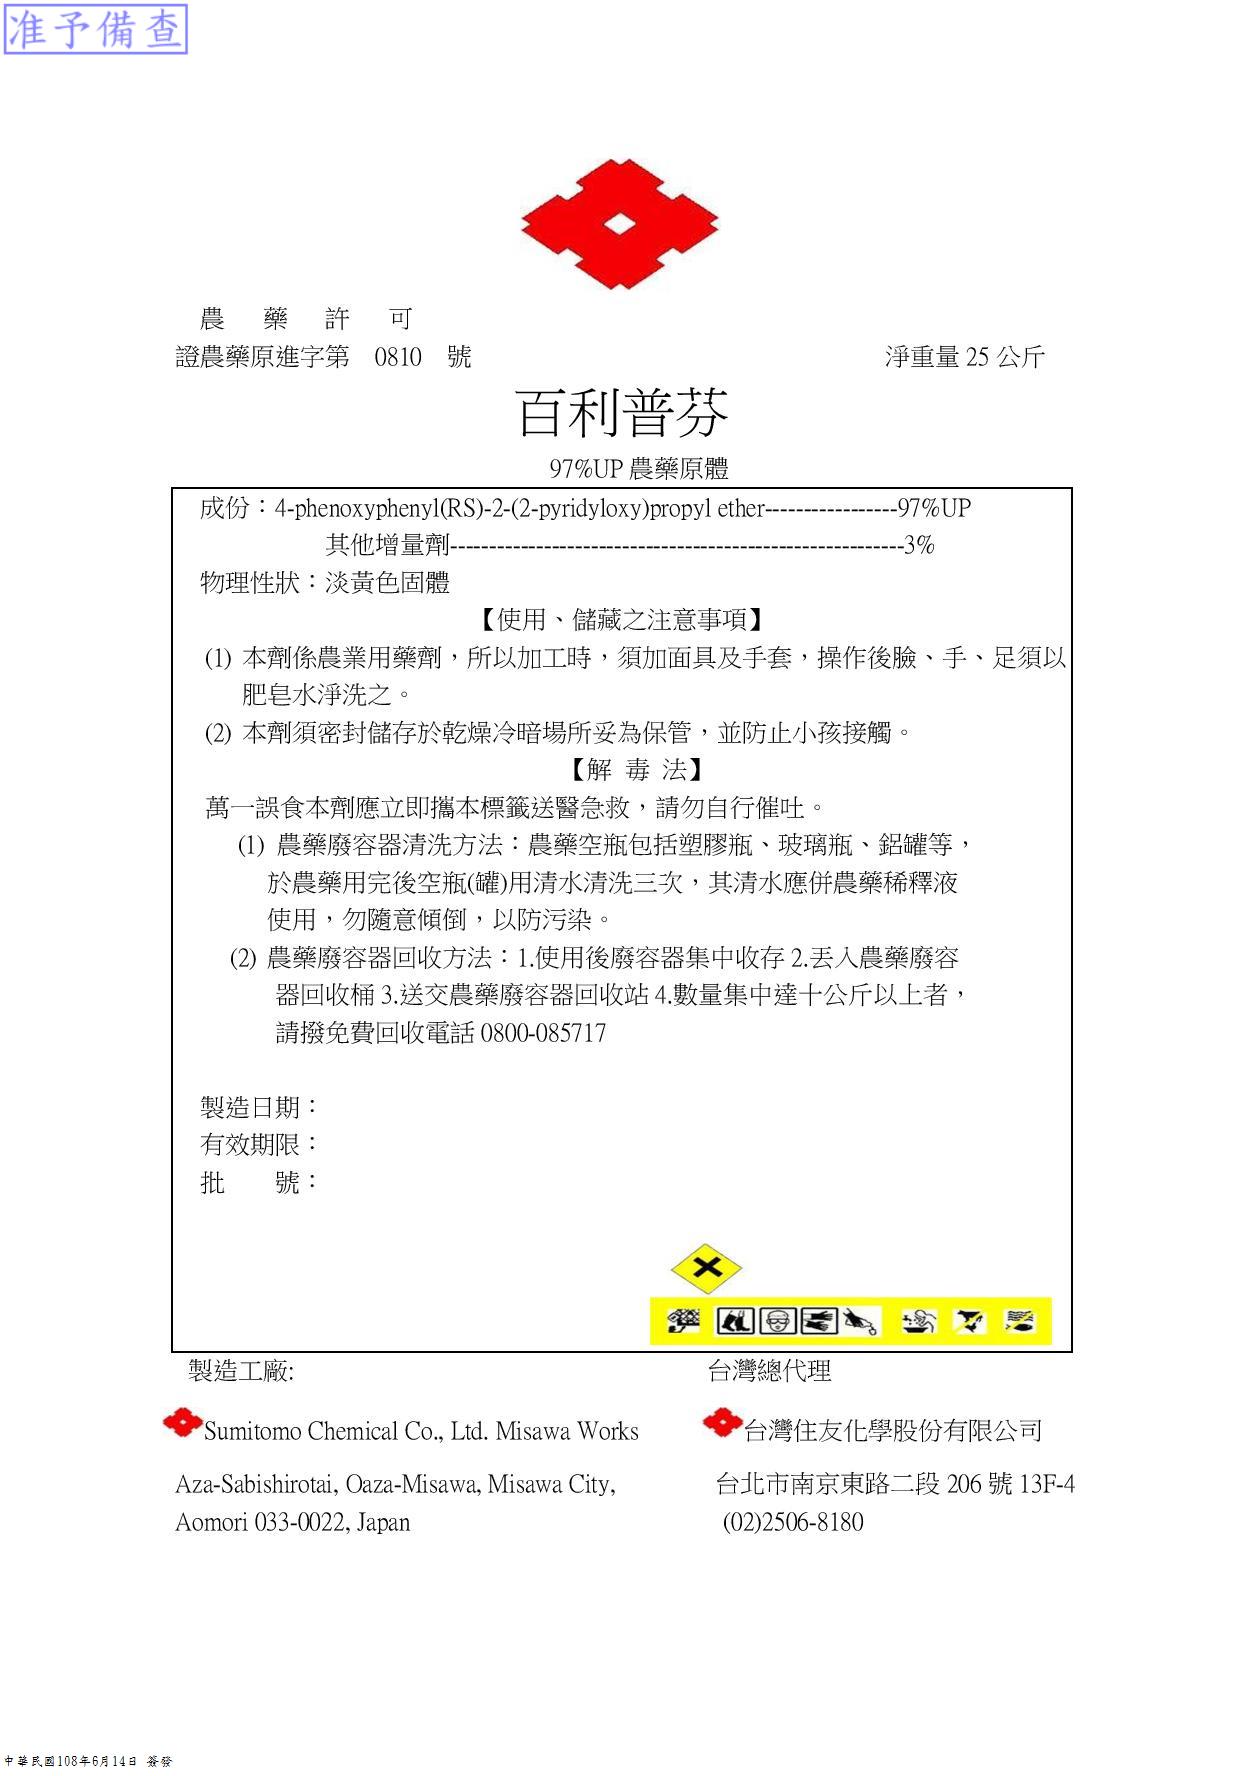 准予備查
農 藥 許 可
證農藥原進字第 0810 號
淨重量 25 公斤
百利普芬
97%UP 農藥原體
成份：4-phenoxyphenyl(RS)-2-(2-pyridyloxy)propyl ether-----------------97%UP
其他增量劑----------------------------------------------------------3%
物理性狀：淡黃色固體
【使用、儲藏之注意事項】
(1) 本劑係農業用藥劑，所以加工時，須加面具及手套，操作後臉、手、足須以
肥皂水淨洗之。
(2) 本劑須密封儲存於乾燥冷暗場所妥為保管，並防止小孩接觸。
【解 毒 法】
萬一誤食本劑應立即攜本標籤送醫急救，請勿自行催吐。
(1) 農藥廢容器清洗方法：農藥空瓶包括塑膠瓶、玻璃瓶、鋁罐等，
於農藥用完後空瓶(罐)用清水清洗三次，其清水應併農藥稀釋液
使用，勿隨意傾倒，以防污染。
(2) 農藥廢容器回收方法：1.使用後廢容器集中收存 2.丟入農藥廢容
器回收桶 3.送交農藥廢容器回收站 4.數量集中達十公斤以上者，
請撥免費回收電話 0800-085717
製造日期：
有效期限：
批　　號：
製造工廠:
Sumitomo Chemical Co., Ltd. Misawa Works
Aza-Sabishirotai, Oaza-Misawa, Misawa City,
Aomori 033-0022, Japan
台灣總代理
台灣住友化學股份有限公司
台北市南京東路二段 206 號 13F-4
(02)2506-8180
中華民國108年6月14日 簽發